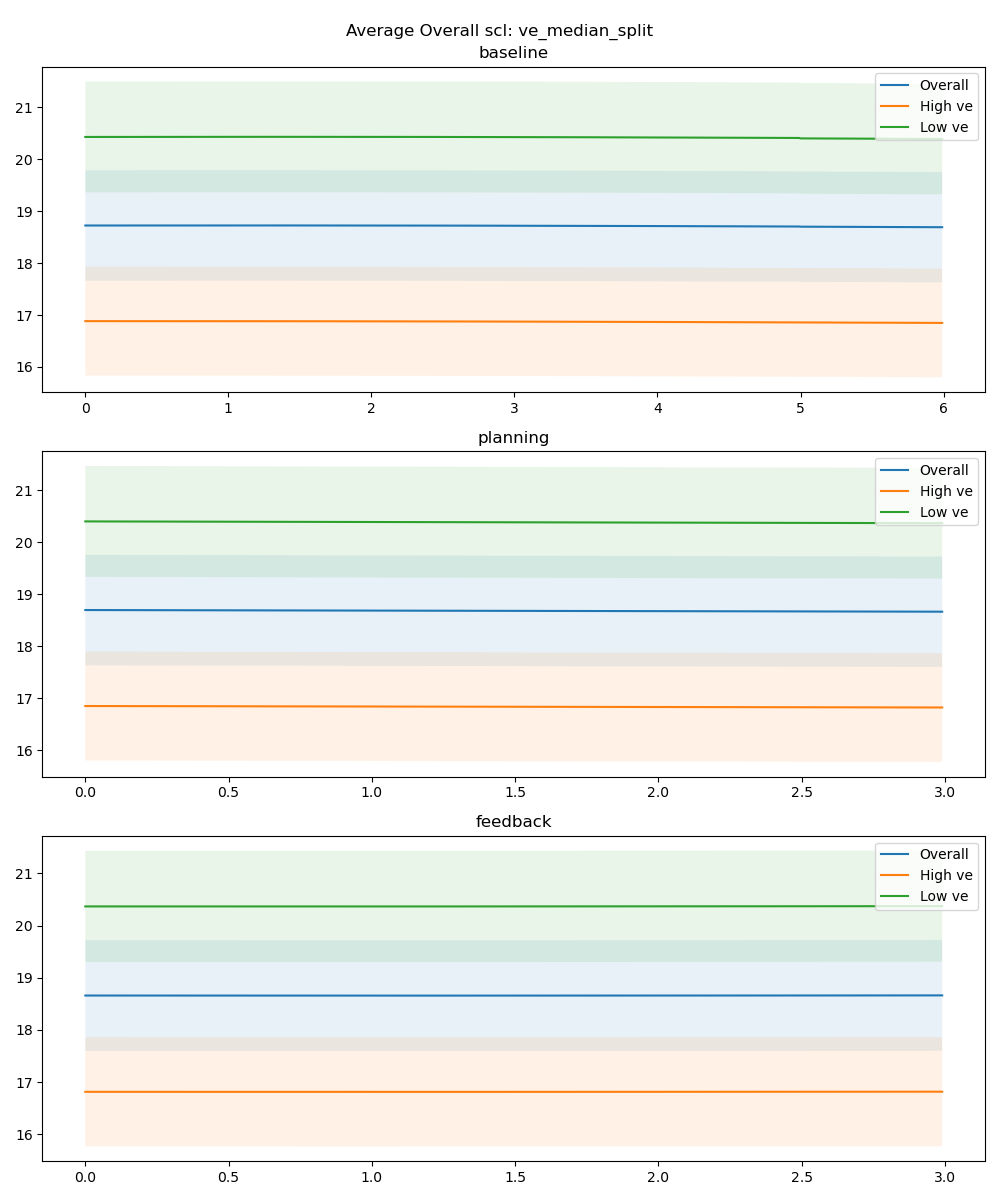 Average Overall scl: ve_median_split
baseline
21
20
19
18
17
16
Overall
High ve
Low ve
0 1 2 3 4 5 6
planning
21
20
19
18
17
16
Overall
High ve
Low ve
0.0 0.5 1.0 1.5 2.0 2.5 3.0
feedback
21
20
19
18
17
16
Overall
High ve
Low ve
0.0 0.5 1.0 1.5 2.0 2.5 3.0